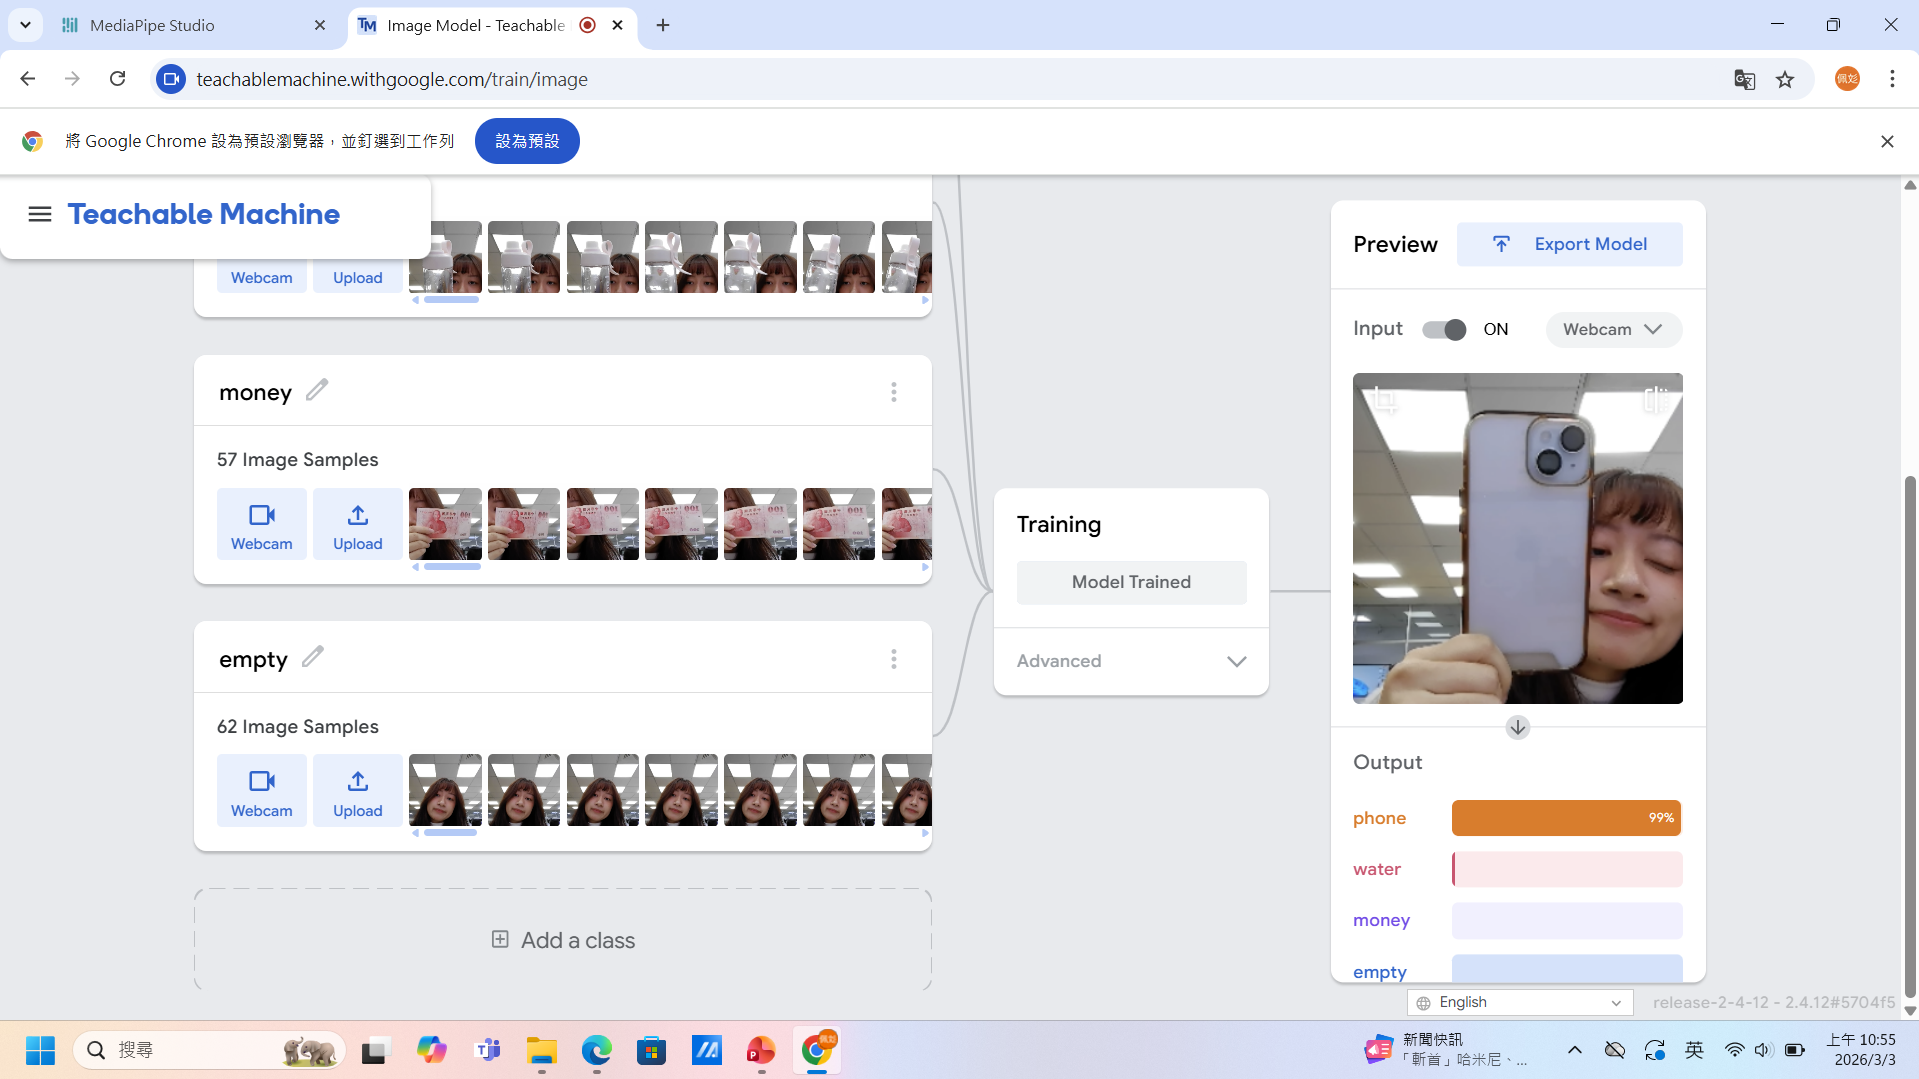 MediaPipe Studio
Image Model - Teachable
teachablemachine.withgoogle.com/train/image
佩彣
將 Google Chrome 設為預設瀏覽器，並釘選到工作列
設為預設
Teachable Machine
Webcam
Upload
money
57 Image Samples
Webcam
Upload
empty
62 Image Samples
Webcam
Upload
Add a class
Training
Model Trained
Advanced
Preview
Export Model
Input
ON
Webcam
Output
phone
99%
water
money
empty
English
release-2-4-12 - 2.4.12#5704f5
搜尋
新聞快訊
「斬首」哈米尼、...
英
上午 10:55
2026/3/3